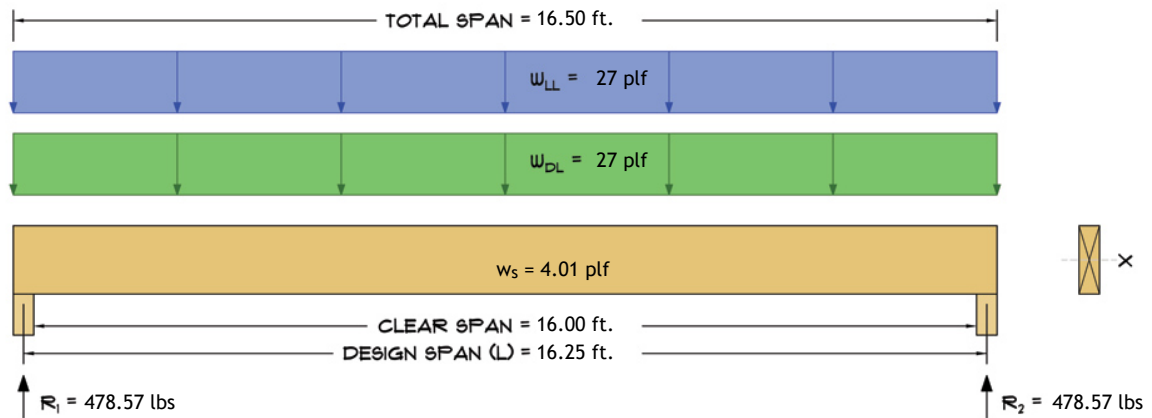 TOTAL SPAN = 16.50 ft.
WLL = 27 plf
WDL = 27 plf
ws = 4.01 plf
X
CLEAR SPAN = 16.00 ft.
DESIGN SPAN (L) = 16.25 ft.
R1 = 478.57 lbs
R2 = 478.57 lbs